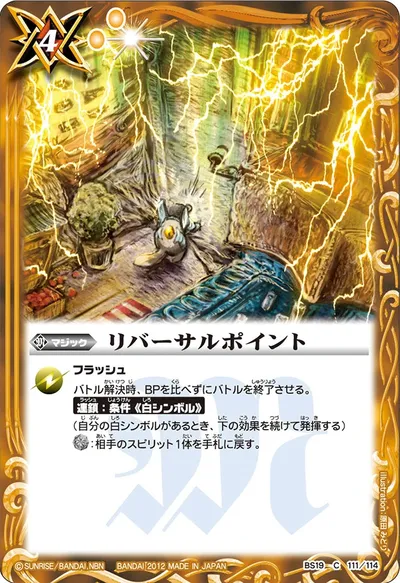 4
マジック
リバーサルポイント
フラッシュ
バトル解決時、BPを比べずにバトルを終了させる。
連鎖:条件《白シンボル》
(自分の白シンボルがあるとき、下の効果を続けて発揮する)
:相手のスピリット1体を手札に戻す。
illustration:原田みどり
©SUNRISE/BANDAI,NBN BANDAI 2012 MADE IN JAPAN
BS19 C 111/114